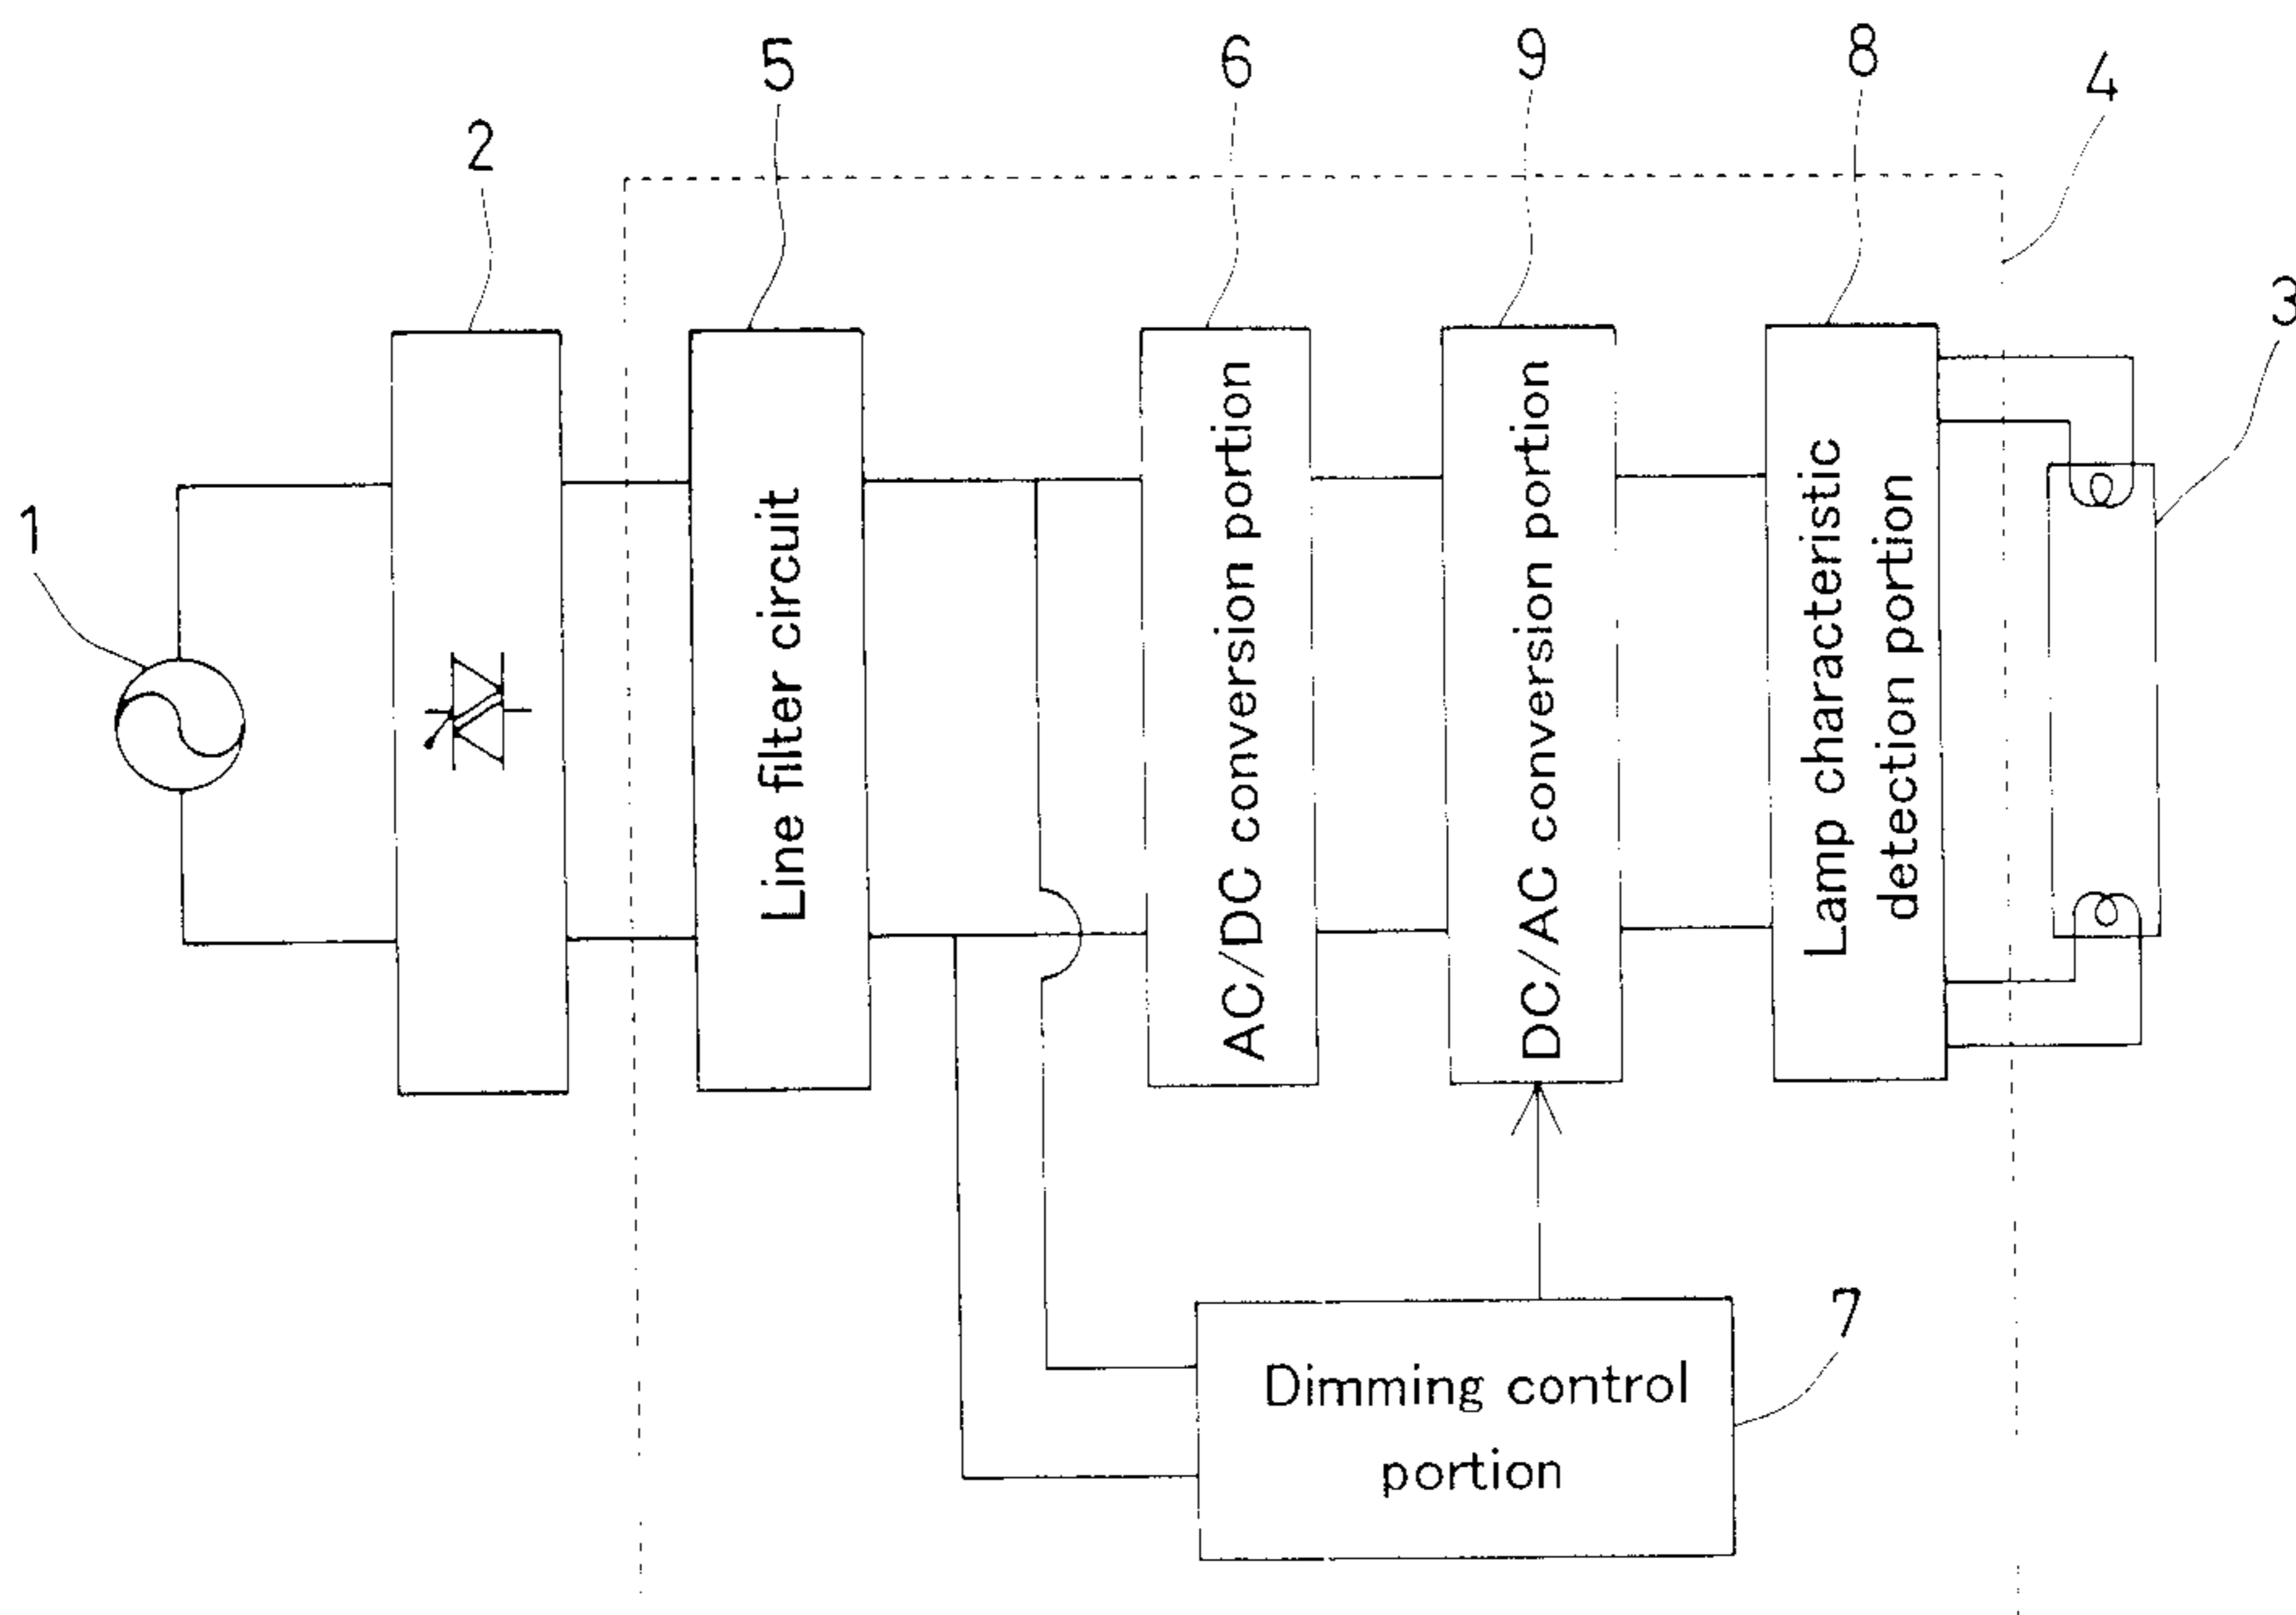 5
6
9
8
4
2
3
1
Line filter circuit
AC/DC conversion portion
DC/AC conversion portion
Lamp characteristic
detection portion
7
Dimming control
portion